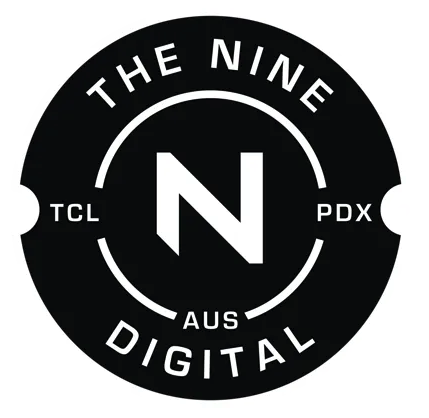 THE NINE
TCL
N
PDX
AUS
DIGITAL